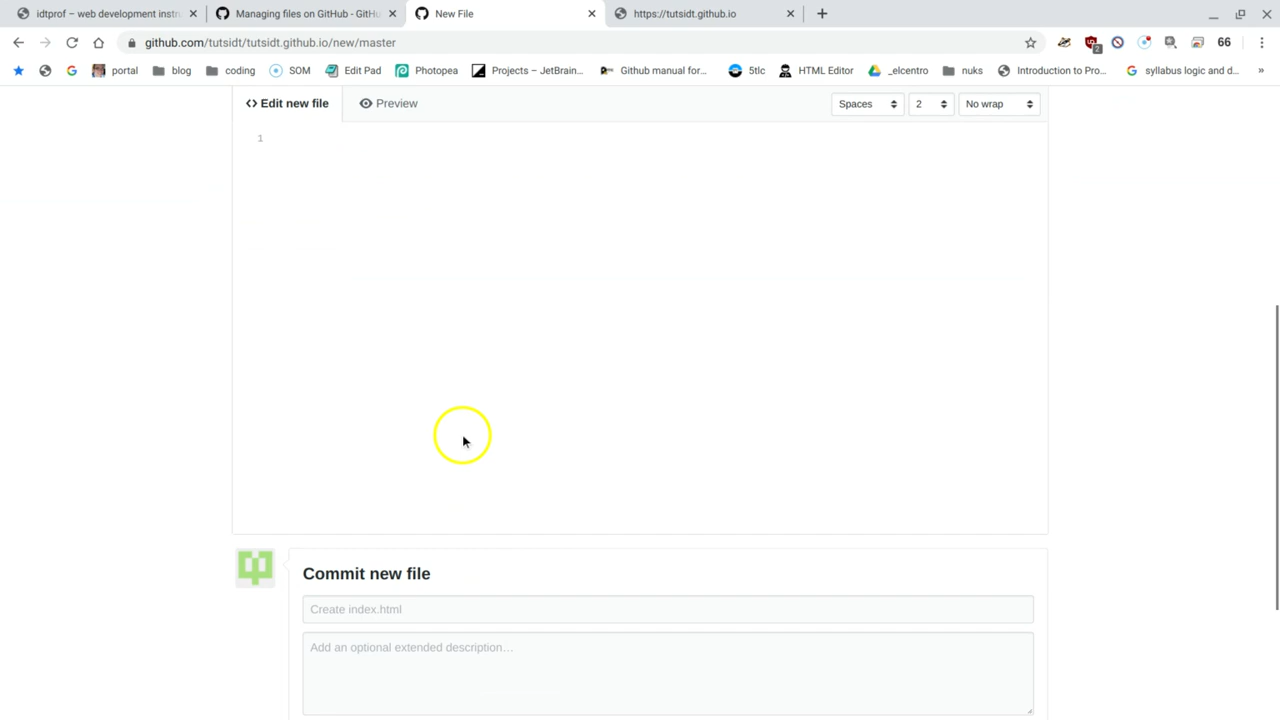 idtprof – web development instru
Managing files on GitHub - GitHu
New File
https://tutsidt.github.io
github.com/tutsidt/tutsidt.github.io/new/master
2
66
portal
blog
coding
SOM
Edit Pad
Photopea
Projects – JetBrain...
Github manual for...
5tlc
HTML Editor
_elcentro
nuks
Introduction to Pro...
syllabus logic and d...
»
<> Edit new file
Preview
Spaces
2
No wrap
1
Commit new file
Create index.html
Add an optional extended description…